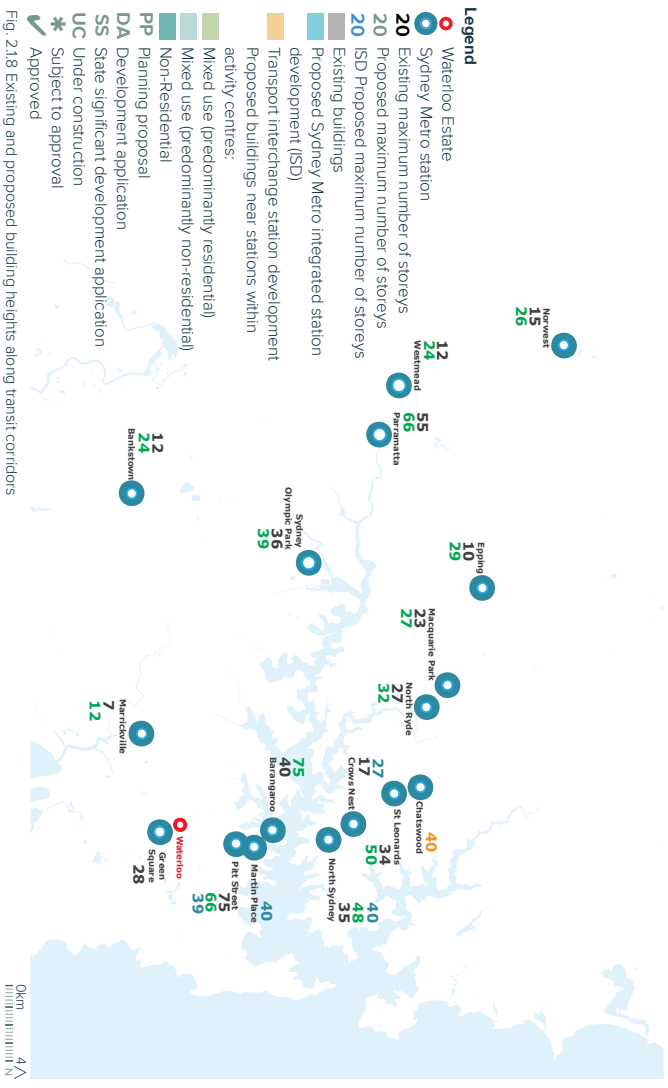 Legend
Waterloo Estate
Sydney Metro station
20 Existing maximum number of storeys
20 Proposed maximum number of storeys
20 ISD Proposed maximum number of storeys
Existing buildings
Proposed Sydney Metro integrated station
development (ISD)
Transport interchange station development
Proposed buildings near stations within
activity centres:
Mixed use (predominantly residential)
Mixed use (predominantly non-residential)
Non-Residential
PP Planning proposal
DA Development application
SS State significant development application
UC Under construction
* Subject to approval
✓ Approved
Norwest
15
26
12
24
Westmead
55
66
Parramatta
12
24
Bankstown
Sydney
Olympic Park
36
39
Epping
10
29
Macquarie Park
23
27
North Ryde
27
32
Marrickville
7
12
27
17
Crows Nest
Chatswood
40
St Leonards
34
50
75
40
Barangaroo
North Sydney
40
48
35
Martin Place
40
Pitt Street
75
66
39
Waterloo
Green
Square
28
0km
4
N
Fig. 2.1.8 Existing and proposed building heights along transit corridors